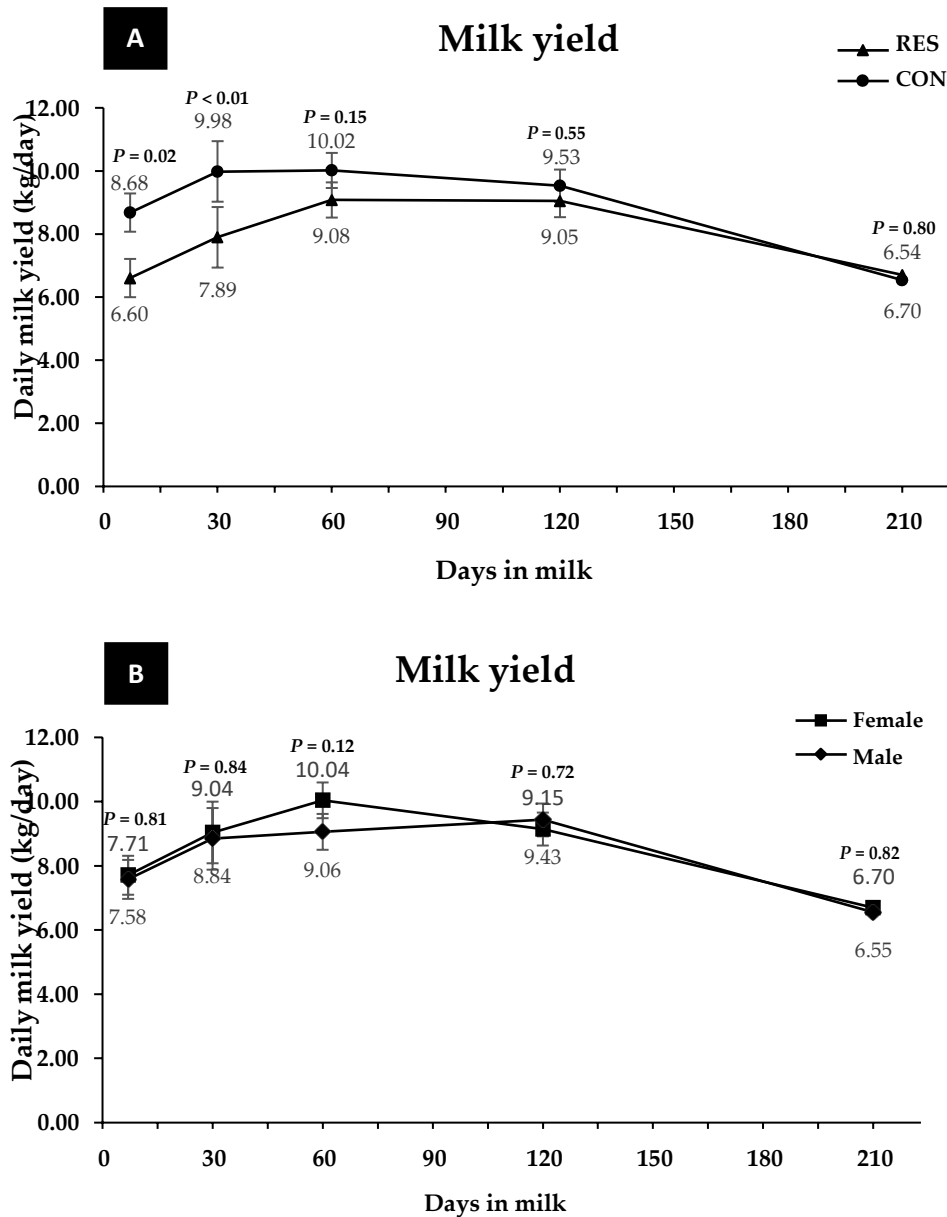 A
Milk yield
RES
CON
P < 0.01
9.98
P = 0.15
10.02
P = 0.55
9.53
P = 0.02
8.68
P = 0.80
6.54
9.08
9.05
7.89
6.60
6.70
12.00
10.00
8.00
6.00
4.00
2.00
0.00
Daily milk yield (kg/day)
0 30 60 90 120 150 180 210
Days in milk
B
Milk yield
Female
Male
P = 0.12
10.04
P = 0.84
9.04
P = 0.72
9.15
P = 0.81
7.71
P = 0.82
6.70
9.06
9.43
8.84
7.58
6.55
12.00
10.00
8.00
6.00
4.00
2.00
0.00
Daily milk yield (kg/day)
0 30 60 90 120 150 180 210
Days in milk